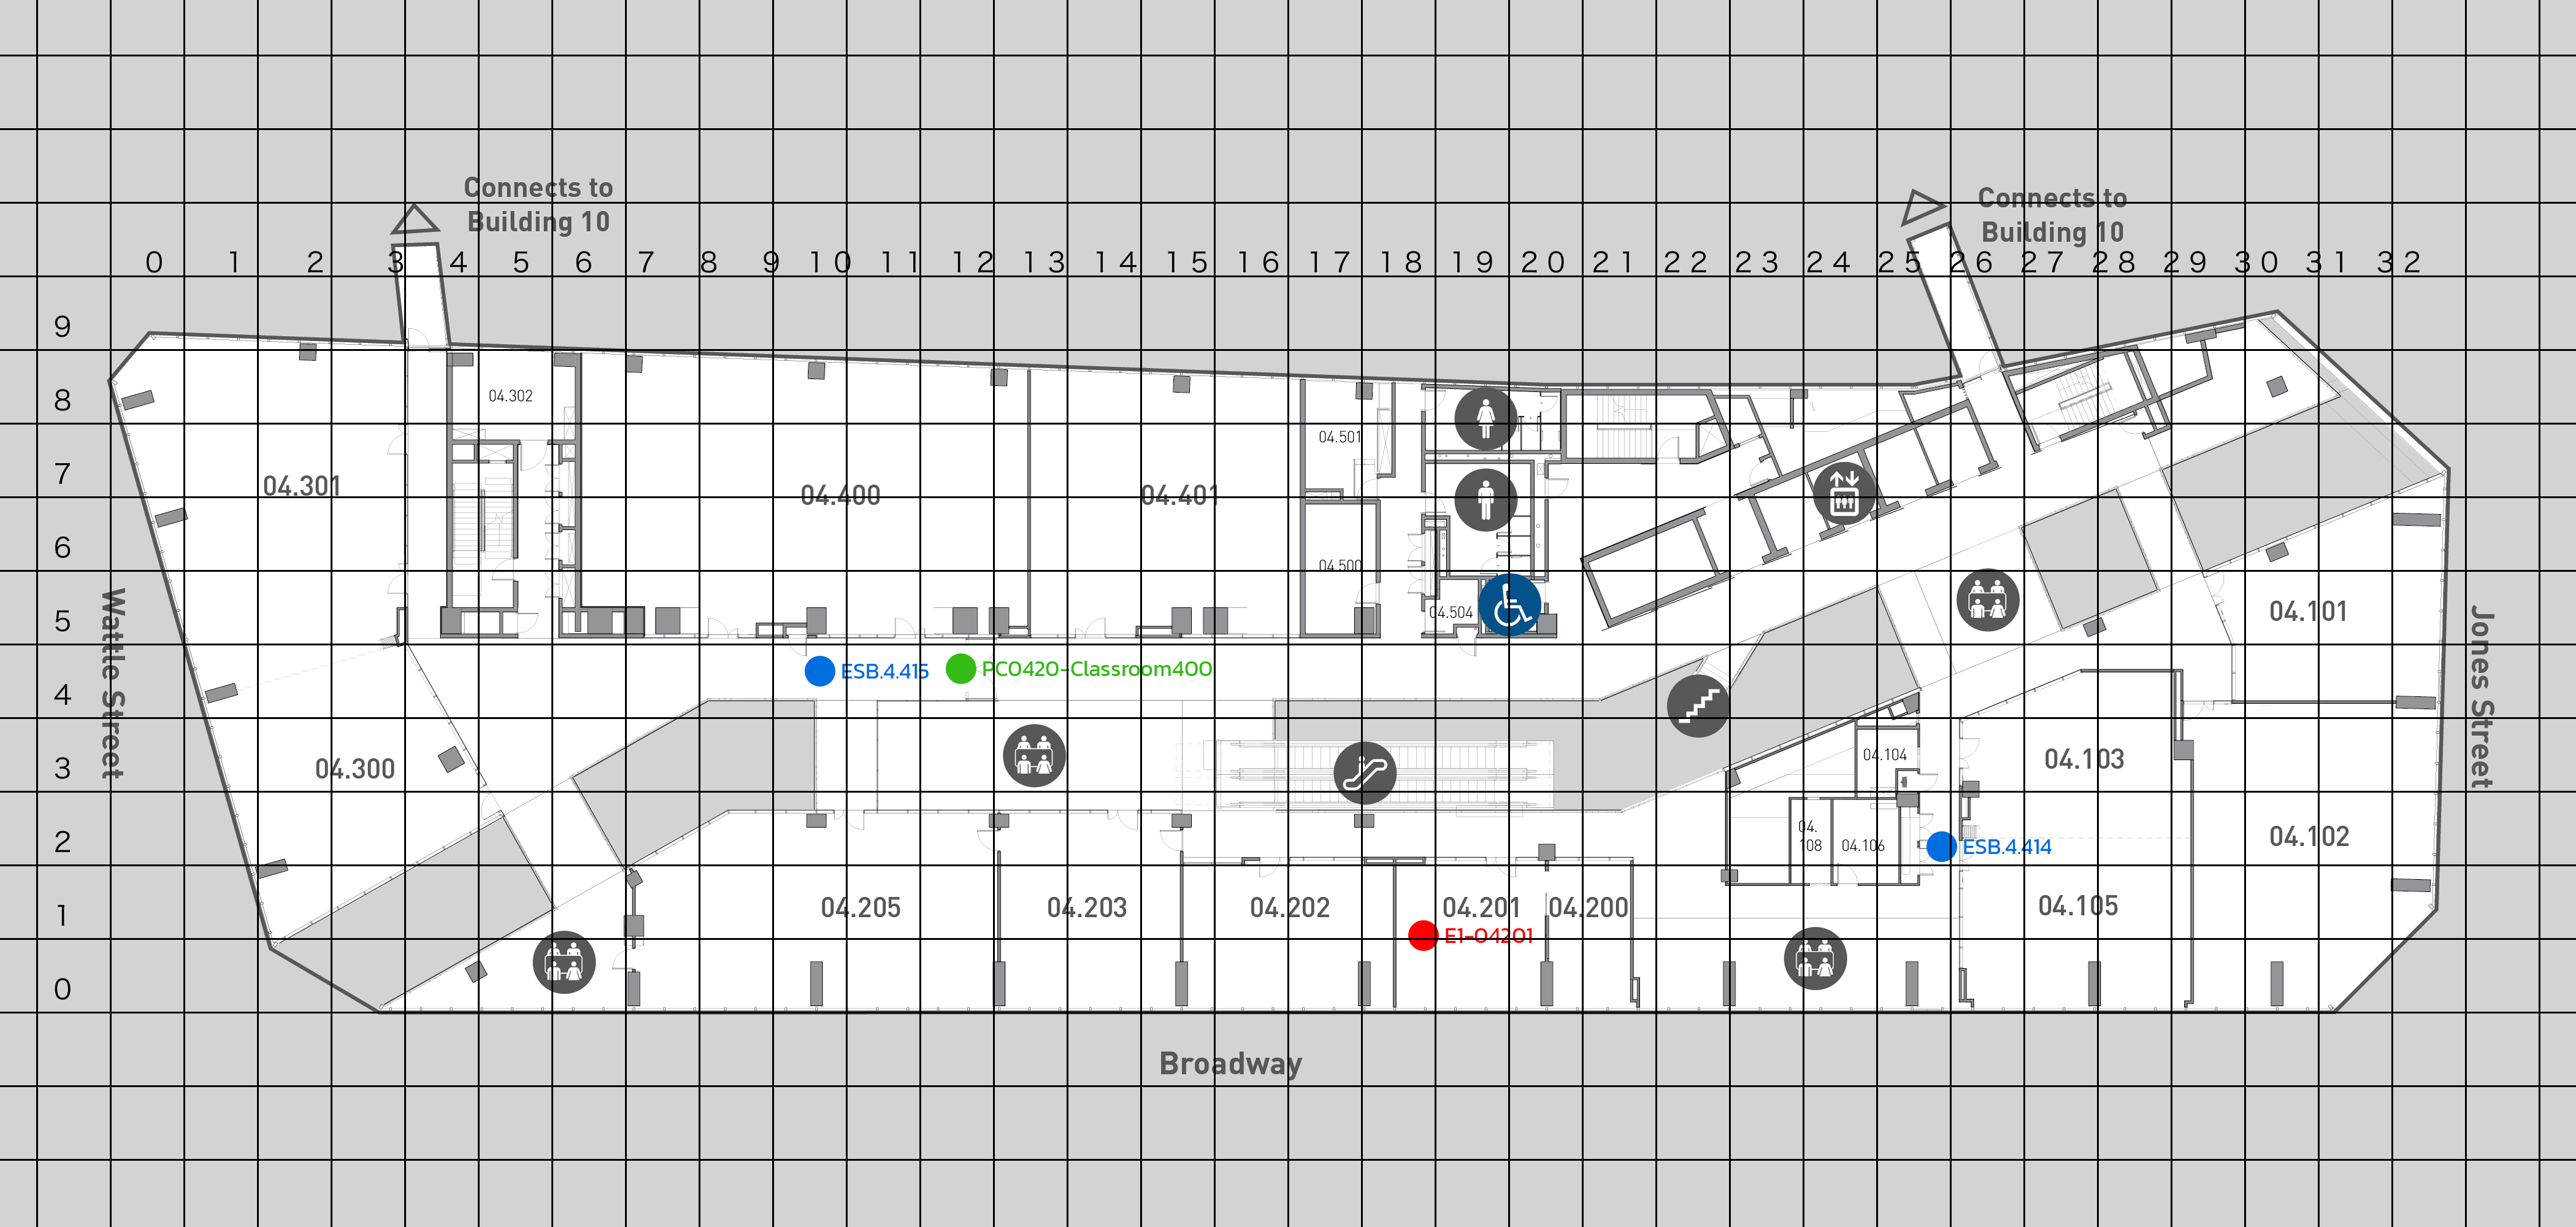 Connects to
Building 10
Connects to
Building 10
0 1 2 3 4 5 6 7 8 9 10 11 12 13 14 15 16 17 18 19 20 21 22 23 24 25 26 27 28 29 30 31 32
9
8
7
6
5
4
3
2
1
0
Wattle Street
Jones Street
04.302
04.501
04.301
04.400
04.401
04.500
04.504
04.101
ESB.4.415
PC0420-Classroom400
04.300
04.104
04.103
04.
108
04.106
ESB.4.414
04.102
04.205
04.203
04.202
04.201
04.200
04.105
E1-04201
Broadway